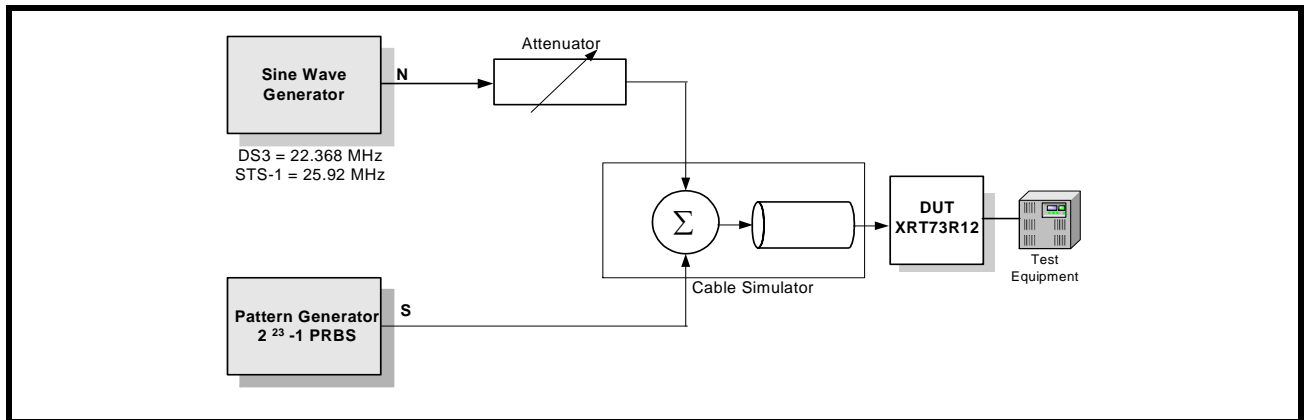 Attenuator
Sine Wave
Generator
N
DS3 = 22.368 MHz
STS-1 = 25.92 MHz
Σ
DUT
XRT73R12
Test
Equipment
Cable Simulator
Pattern Generator
2 ²³ -1 PRBS
S